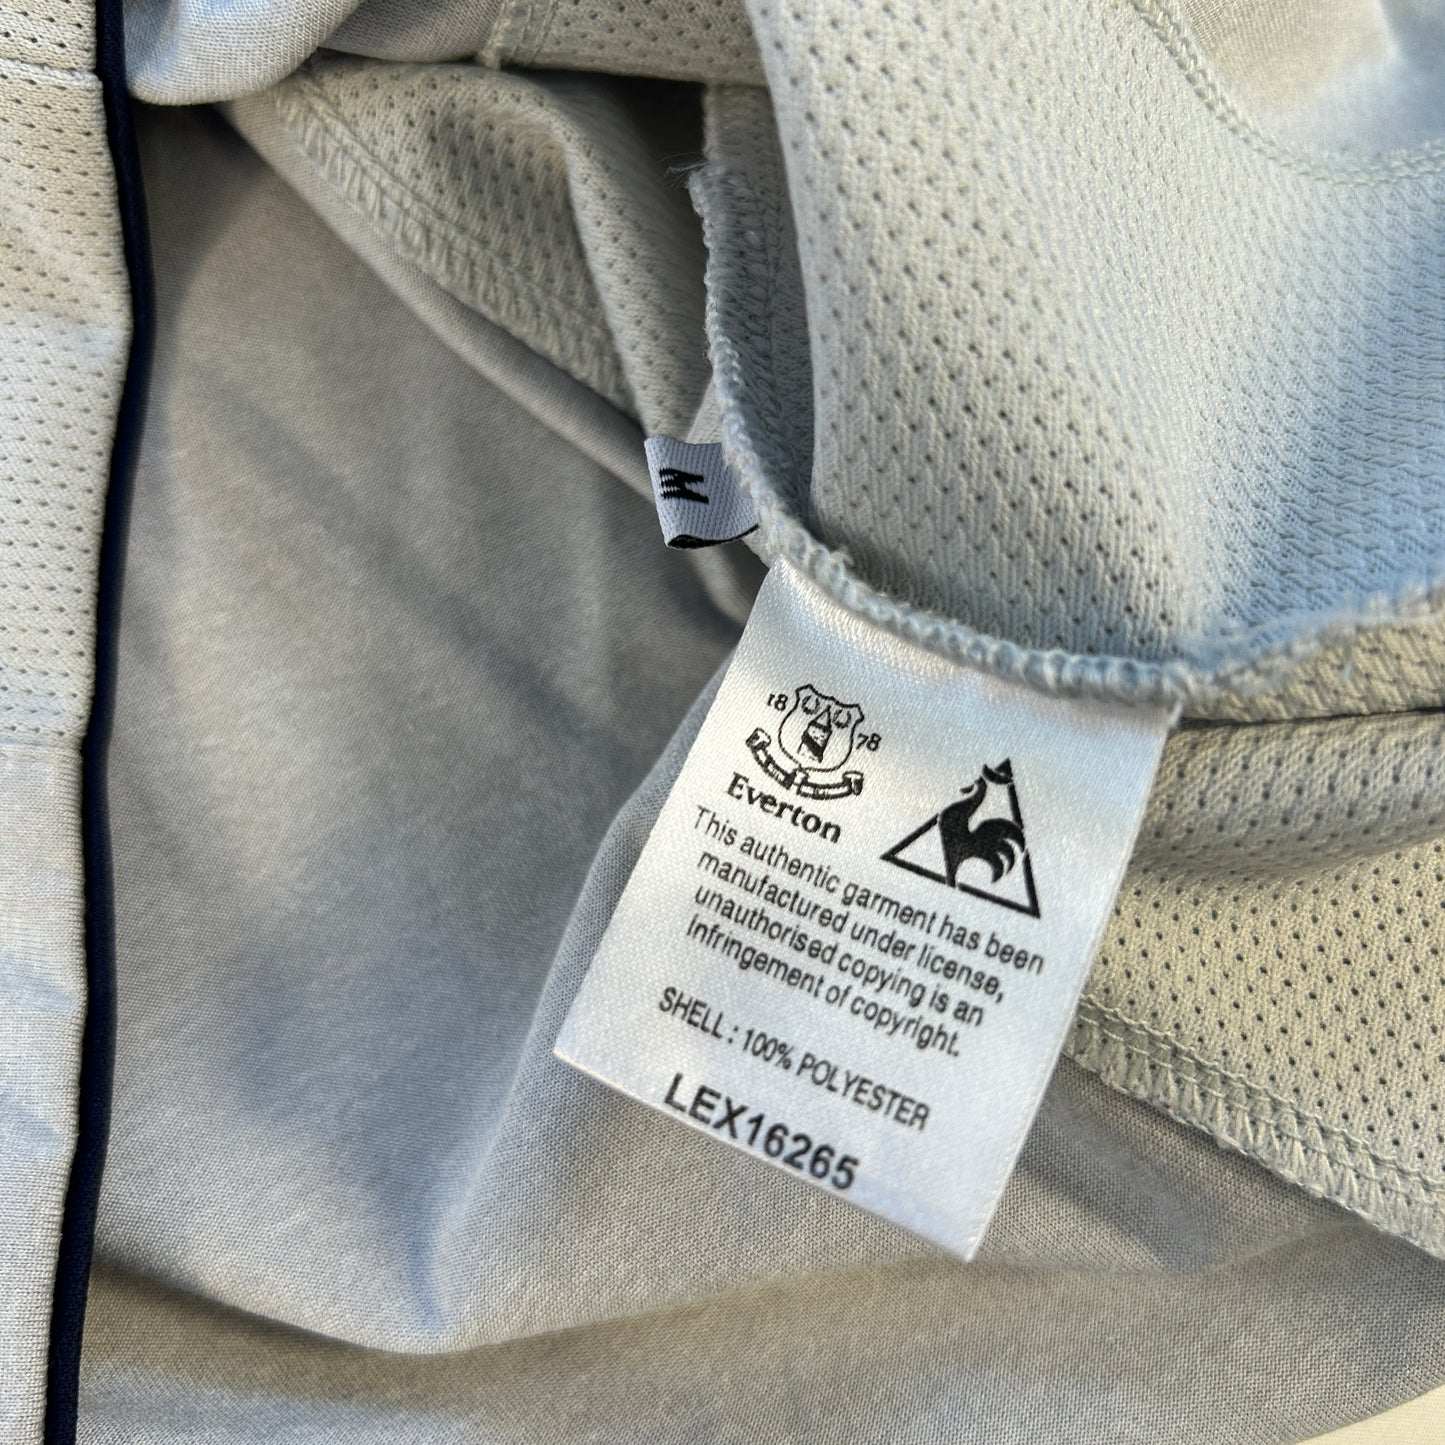 M
18 78
Everton
This authentic garment has been
manufactured under license,
unauthorised copying is an
infringement of copyright.
SHELL : 100% POLYESTER
LEX16265